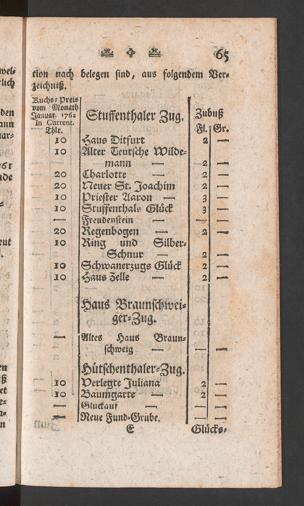 65
tion nach belegen sind, aus folgendem Ver-
zeichniß.
Kuchs-Preis
vom Monath
Januar. 1762
in Current.
Thlr.
Stuffenthaler Zug.
Zubuß
Fl. Gr.
10 Haus Ditfurt 2 —
10 Alter Teutsche Wilde-
mann — 2 —
20 Charlotte — 2 —
20 Neuer St. Joachim 2 —
10 Priester Aaron — 3 —
10 Stuffenthals Glück 3 —
— Freudenstein — — —
20 Regenbogen — 2 —
10 Ring und Silber-
Schnur — 2 —
10 Schwanerzugs Glück 2 —
10 Haus Zelle — 2 —
Haus Braunschwei-
ger-Zug.
— Altes Haus Braun-
schweig — — —
Hütschenthaler-Zug.
10 Verlegte Juliana 2 —
10 Baumgarte — 2 —
— Gluckauf — — —
— Neue Fund-Grube. — —
E Glücks-